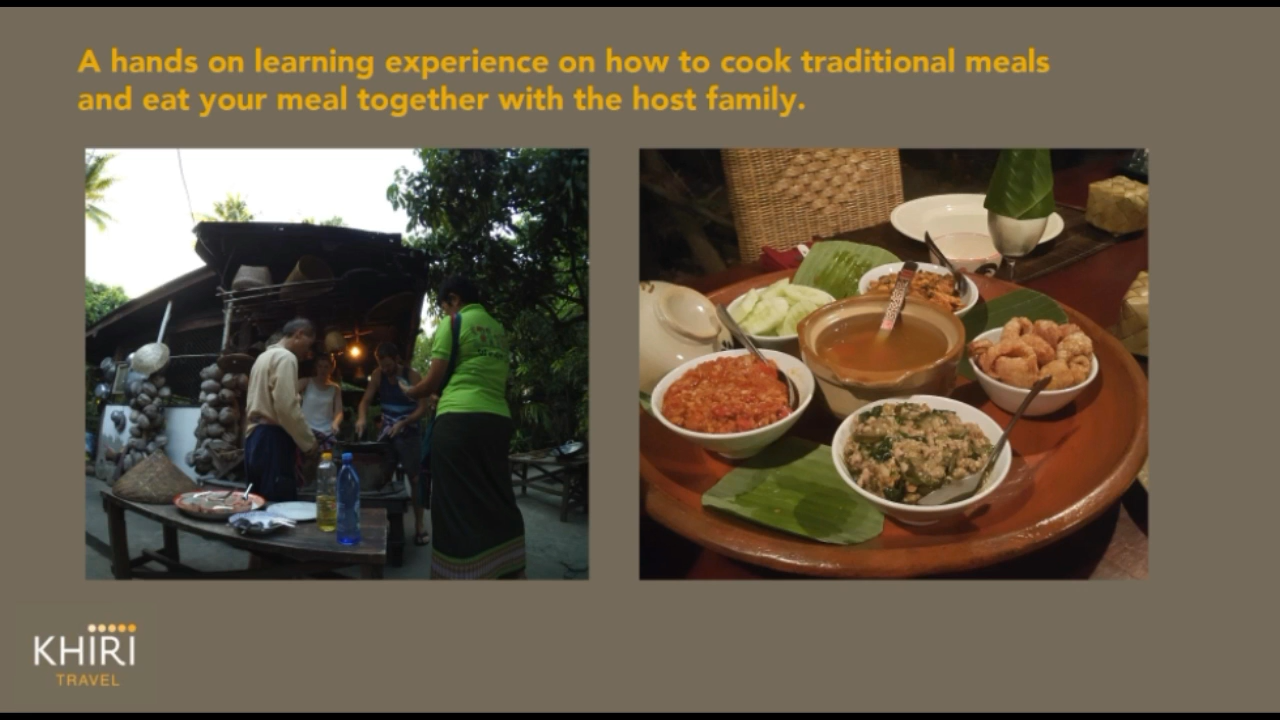 A hands on learning experience on how to cook traditional meals
and eat your meal together with the host family.
KHIRI
TRAVEL